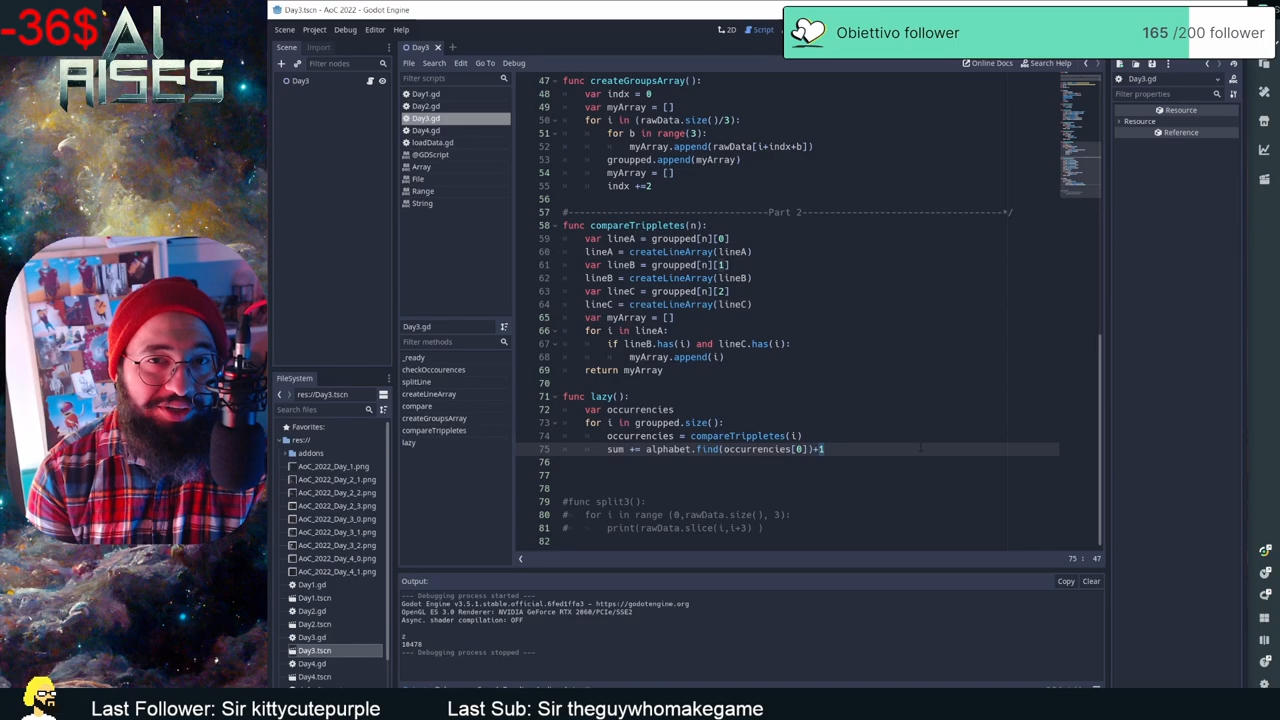 -36$
AI
RISES
Day3.tscn - AoC 2022 - Godot Engine
Scene Project Debug Editor Help
2D Script
Obiettivo follower 165 /200 follower
Scene Import
Filter nodes
Day3
Day3
File Search Edit Go To Debug
Online Docs Search Help
Filter scripts
Day1.gd
Day2.gd
Day3.gd
Day4.gd
loadData.gd
@GDScript
Array
File
Range
String
Day3.gd
Filter methods
_ready
checkOccourences
splitLine
createLineArray
compare
createGroupsArray
compareTrippletes
lazy
47 func createGroupsArray():
48 var indx = 0
49 var myArray = []
50 for i in (rawData.size()/3):
51 for b in range(3):
52 myArray.append(rawData[i+indx+b])
53 groupped.append(myArray)
54 myArray = []
55 indx +=2
56
57 #------------------------------------Part 2------------------------------------*/
58 func compareTrippletes(n):
59 var lineA = groupped[n][0]
60 lineA = createLineArray(lineA)
61 var lineB = groupped[n][1]
62 lineB = createLineArray(lineB)
63 var lineC = groupped[n][2]
64 lineC = createLineArray(lineC)
65 var myArray = []
66 for i in lineA:
67 if lineB.has(i) and lineC.has(i):
68 myArray.append(i)
69 return myArray
70
71 func lazy():
72 var occurrencies
73 for i in groupped.size():
74 occurrencies = compareTrippletes(i)
75 sum += alphabet.find(occurrencies[0])+1
76
77
78
79 #func split3():
80 # for i in range (0,rawData.size(), 3):
81 # print(rawData.slice(i,i+3) )
82
75 : 47
Day3.gd
Filter properties
Resource
Resource
Reference
FileSystem
res://Day3.tscn
Search files
Favorites:
res://
addons
AoC_2022_Day_1.png
AoC_2022_Day_2_1.png
AoC_2022_Day_2_2.png
AoC_2022_Day_2_3.png
AoC_2022_Day_3_0.png
AoC_2022_Day_3_1.png
AoC_2022_Day_3_2.png
AoC_2022_Day_4_0.png
AoC_2022_Day_4_1.png
Day1.gd
Day1.tscn
Day2.gd
Day2.tscn
Day3.gd
Day3.tscn
Day4.gd
Day4.tscn
Output:
Copy Clear
--- Debugging process started ---
Godot Engine v3.5.1.stable.official.6fed1ffa3 - https://godotengine.org
OpenGL ES 3.0 Renderer: NVIDIA GeForce RTX 2060/PCIe/SSE2
Async. shader compilation: OFF
z
10478
--- Debugging process stopped ---
Last Follower: Sir kittycutepurple
Last Sub: Sir theguywhomakegame